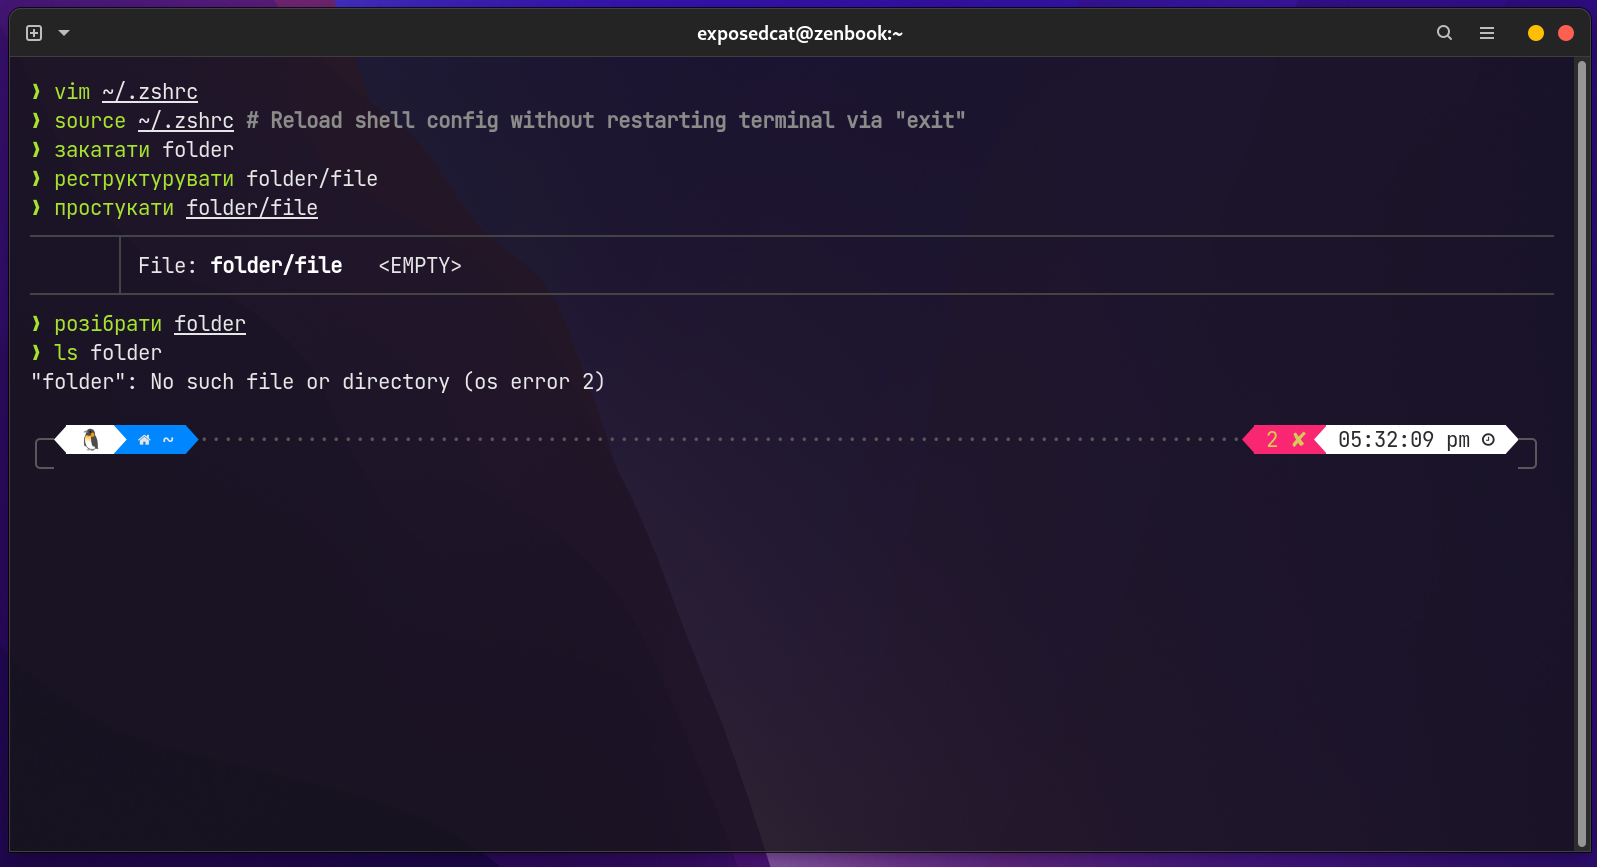 exposedcat@zenbook:~
❱ vim ~/.zshrc
❱ source ~/.zshrc # Reload shell config without restarting terminal via "exit"
❱ закатати folder
❱ реструктурувати folder/file
❱ простукати folder/file
File: folder/file   <EMPTY>
❱ розібрати folder
❱ ls folder
"folder": No such file or directory (os error 2)
~ 2 ✘ 05:32:09 pm